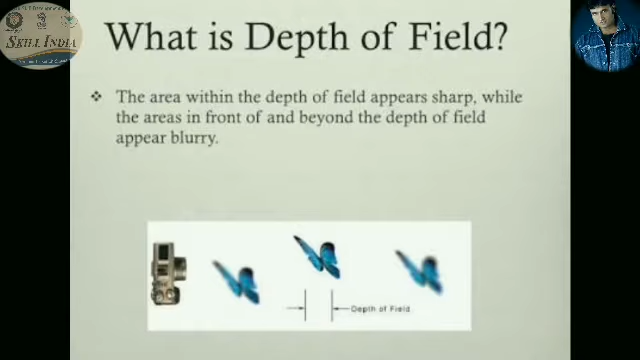 SKILL INDIA
What is Depth of Field?
❖ The area within the depth of field appears sharp, while
the areas in front of and beyond the depth of field
appear blurry.
Depth of Field